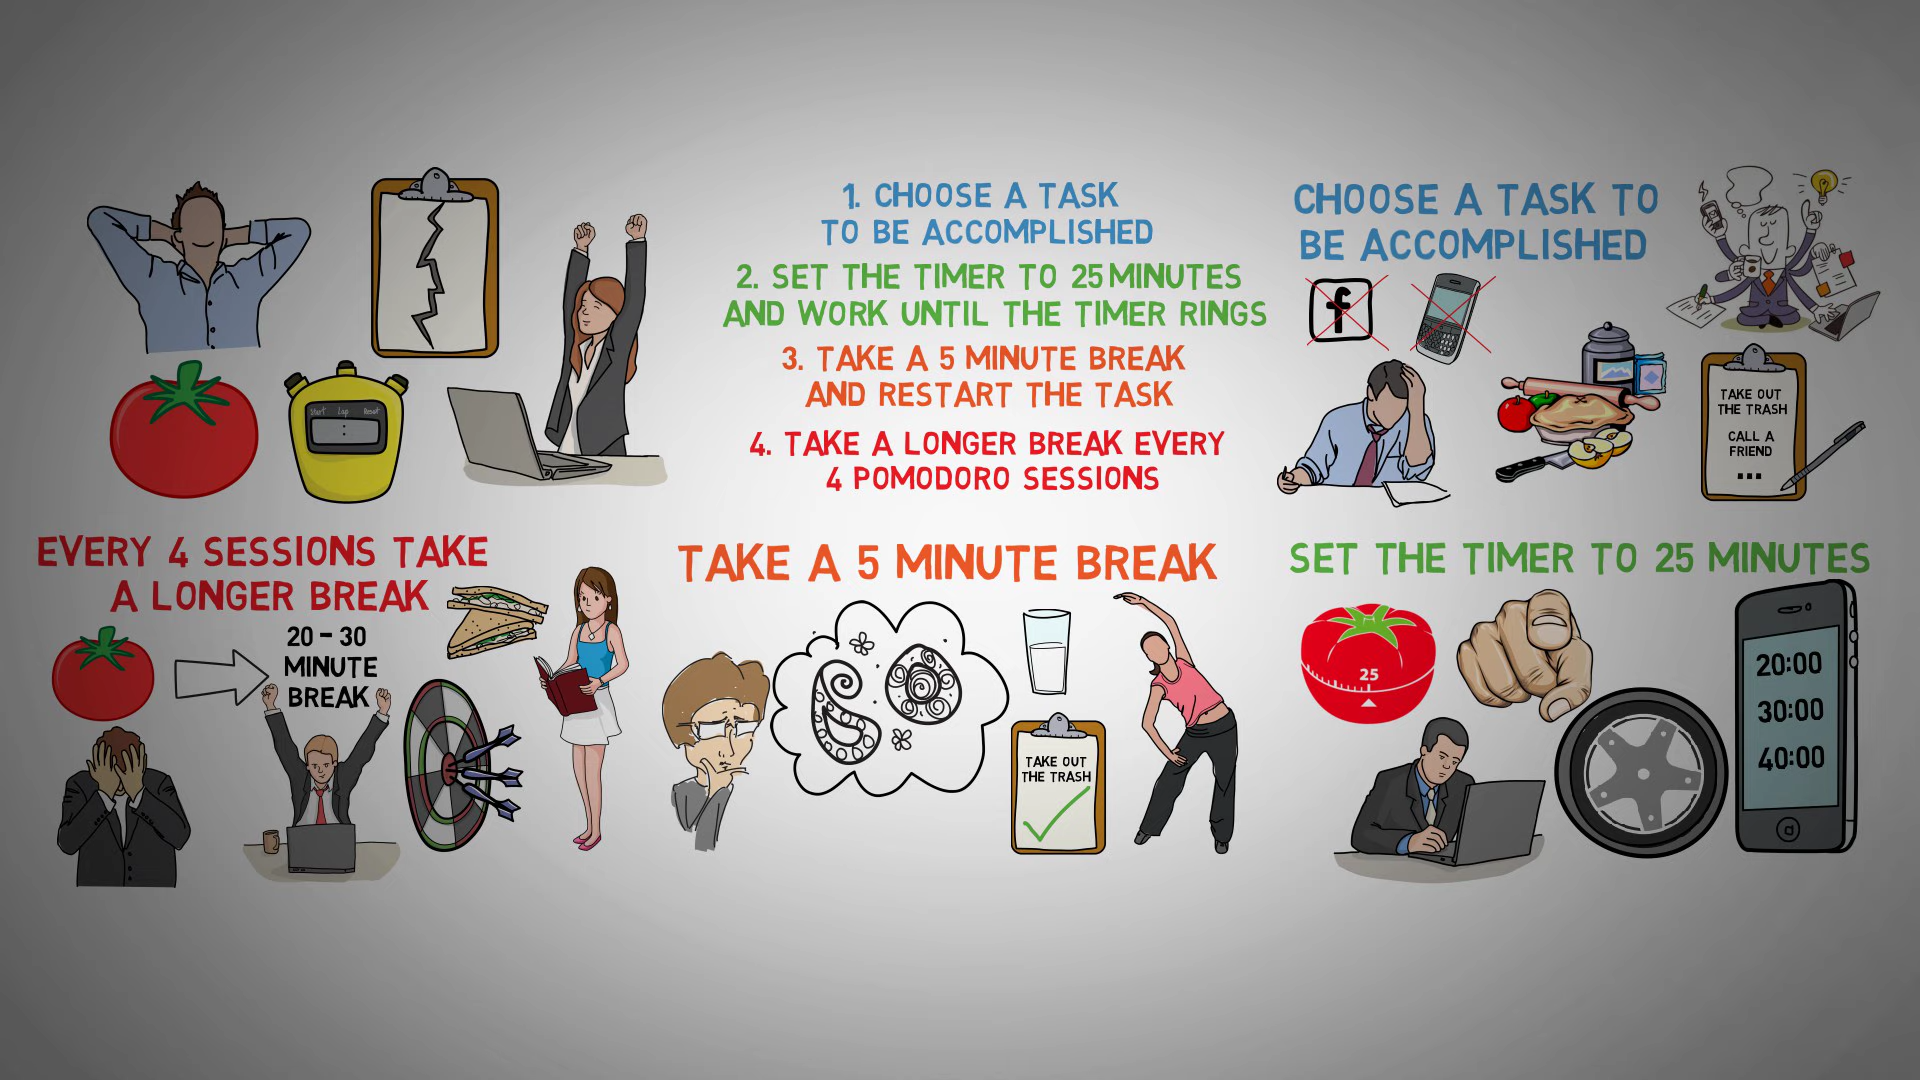 1. CHOOSE A TASK
TO BE ACCOMPLISHED
2. SET THE TIMER TO 25 MINUTES
AND WORK UNTIL THE TIMER RINGS
3. TAKE A 5 MINUTE BREAK
AND RESTART THE TASK
4. TAKE A LONGER BREAK EVERY
4 POMODORO SESSIONS
Start Lap Reset
:
CHOOSE A TASK TO
BE ACCOMPLISHED
f
TAKE OUT
THE TRASH
CALL A
FRIEND
...
EVERY 4 SESSIONS TAKE
A LONGER BREAK
20 - 30
MINUTE
BREAK
TAKE A 5 MINUTE BREAK
TAKE OUT
THE TRASH
SET THE TIMER TO 25 MINUTES
25
20:00
30:00
40:00